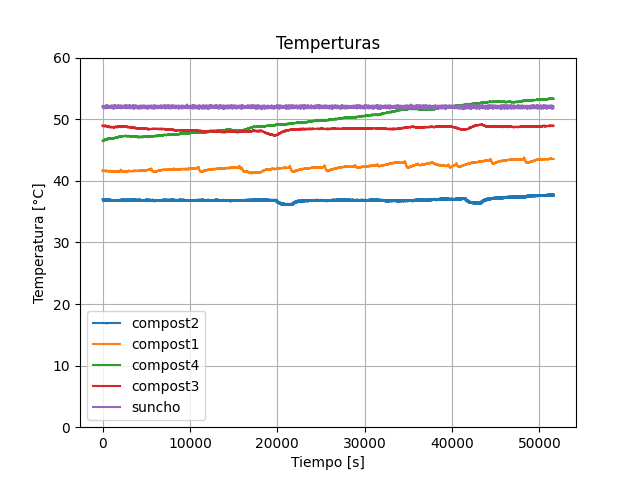 Temperturas
60
50
40
30
20
10
0
Temperatura [°C]
compost2
compost1
compost4
compost3
suncho
0 10000 20000 30000 40000 50000
Tiempo [s]